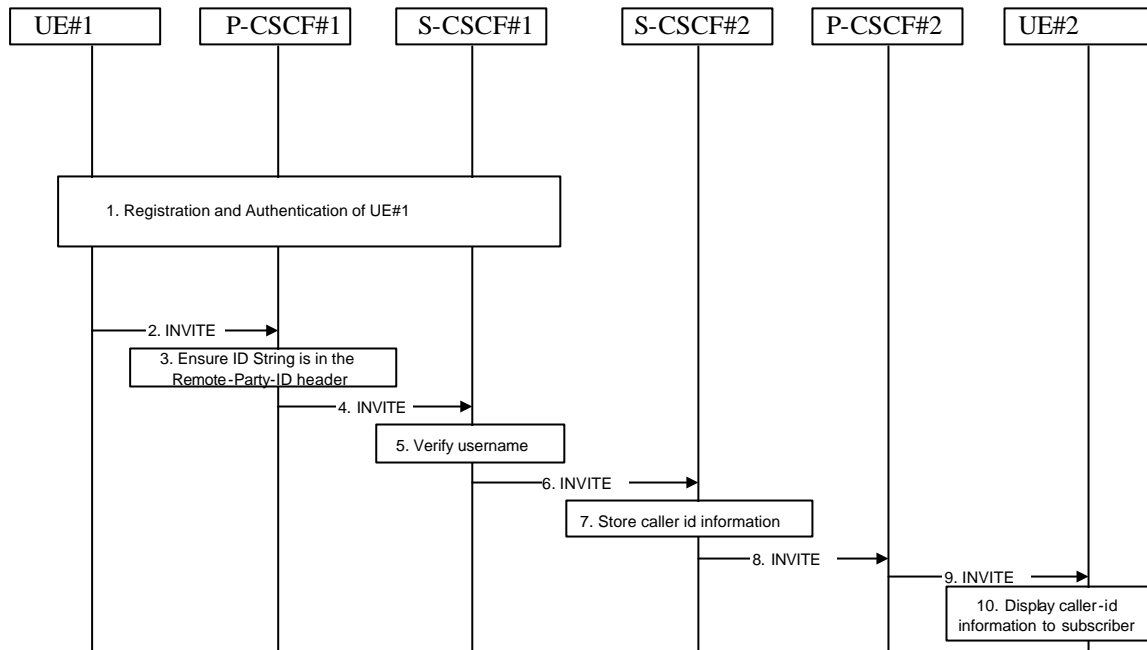 UE#1
P-CSCF#1
S-CSCF#1
S-CSCF#2
P-CSCF#2
UE#2
1. Registration and Authentication of UE#1
2. INVITE
3. Ensure ID String is in the
Remote-Party-ID header
4. INVITE
5. Verify username
6. INVITE
7. Store caller id information
8. INVITE
9. INVITE
10. Display caller-id
information to subscriber